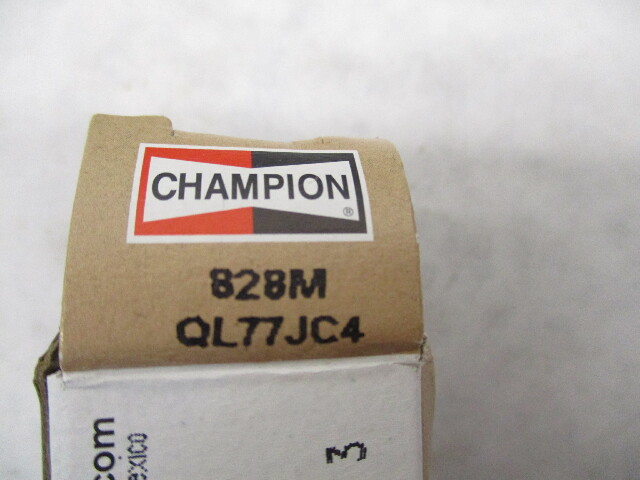 CHAMPION
®
828M
QL77JC4
com
exico
3